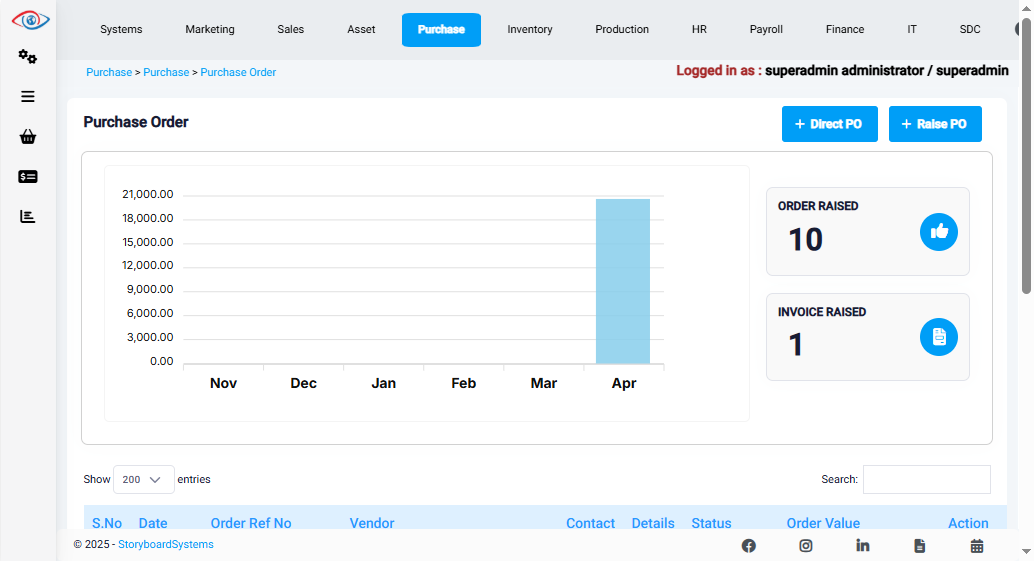 Systems Marketing Sales Asset Purchase Inventory Production HR Payroll Finance IT SDC
Purchase > Purchase > Purchase Order
Logged in as : superadmin administrator / superadmin
Purchase Order
+ Direct PO
+ Raise PO
21,000.00
18,000.00
15,000.00
12,000.00
9,000.00
6,000.00
3,000.00
0.00
Nov Dec Jan Feb Mar Apr
ORDER RAISED
10
INVOICE RAISED
1
Show 200 entries
Search:
S.No Date Order Ref No Vendor Contact Details Status Order Value Action
© 2025 - StoryboardSystems